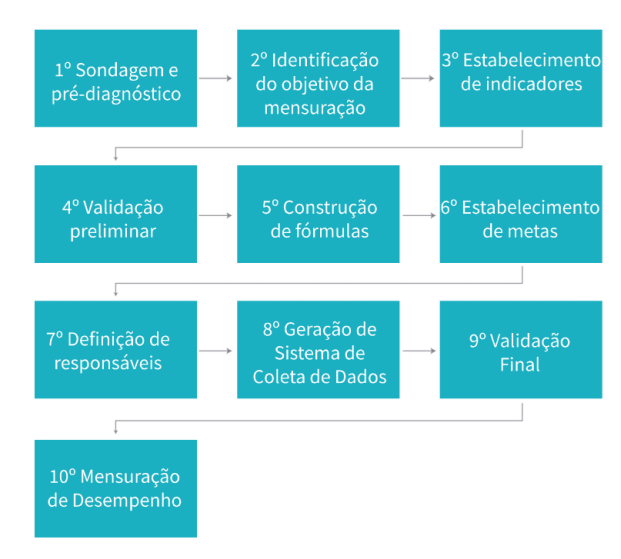 1º Sondagem e
pré-diagnóstico
2º Identificação
do objetivo da
mensuração
3º Estabelecimento
de indicadores
4º Validação
preliminar
5º Construção
de fórmulas
6º Estabelecimento
de metas
7º Definição de
responsáveis
8º Geração de
Sistema de
Coleta de Dados
9º Validação
Final
10º Mensuração
de Desempenho